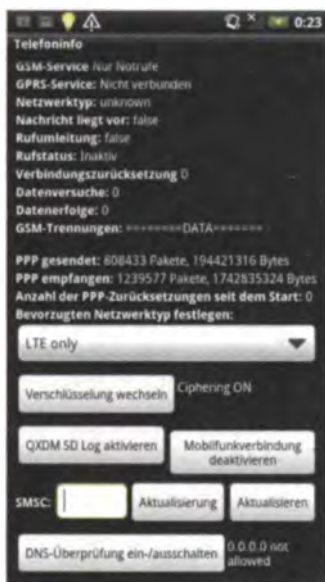 0:23
Telefoninfo
GSM-Service Nur Notrufe
GPRS-Service: Nicht verbunden
Netzwerktyp: unknown
Nachricht liegt vor: false
Rufumleitung: false
Rufstatus: Inaktiv
Verbindungszurücksetzung 0
Datenversuche: 0
Datenerfolge: 0
GSM-Trennungen: ========DATA=======
PPP gesendet: 808433 Pakete, 194421316 Bytes
PPP empfangen: 1239577 Pakete, 1742835324 Bytes
Anzahl der PPP-Zurücksetzungen seit dem Start: 0
Bevorzugten Netzwerktyp festlegen:
LTE only
Verschlüsselung wechseln Ciphering ON
QXDM SD Log aktivieren Mobilfunkverbindung
deaktivieren
SMSC: Aktualisierung Aktualisieren
DNS-Überprüfung ein-/ausschalten 0.0.0.0 not
allowed